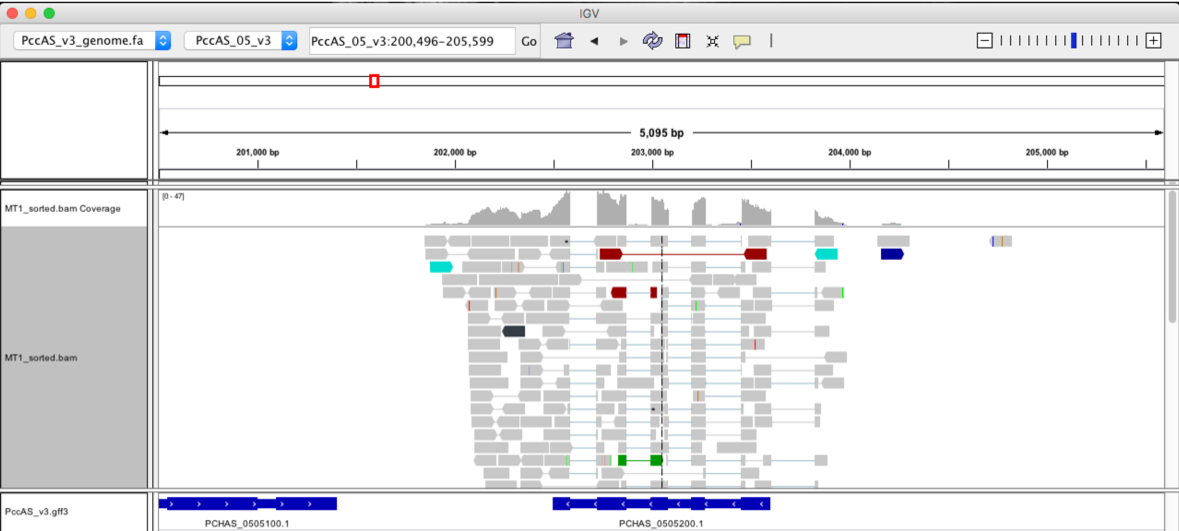 IGV
PccAS_v3_genome.fa PccAS_05_v3 PccAS_05_v3:200,496-205,599 Go
5,095 bp
201,000 bp 202,000 bp 203,000 bp 204,000 bp 205,000 bp
[0 - 47]
MT1_sorted.bam Coverage
MT1_sorted.bam
PccAS_v3.gff3
PCHAS_0505100.1 PCHAS_0505200.1